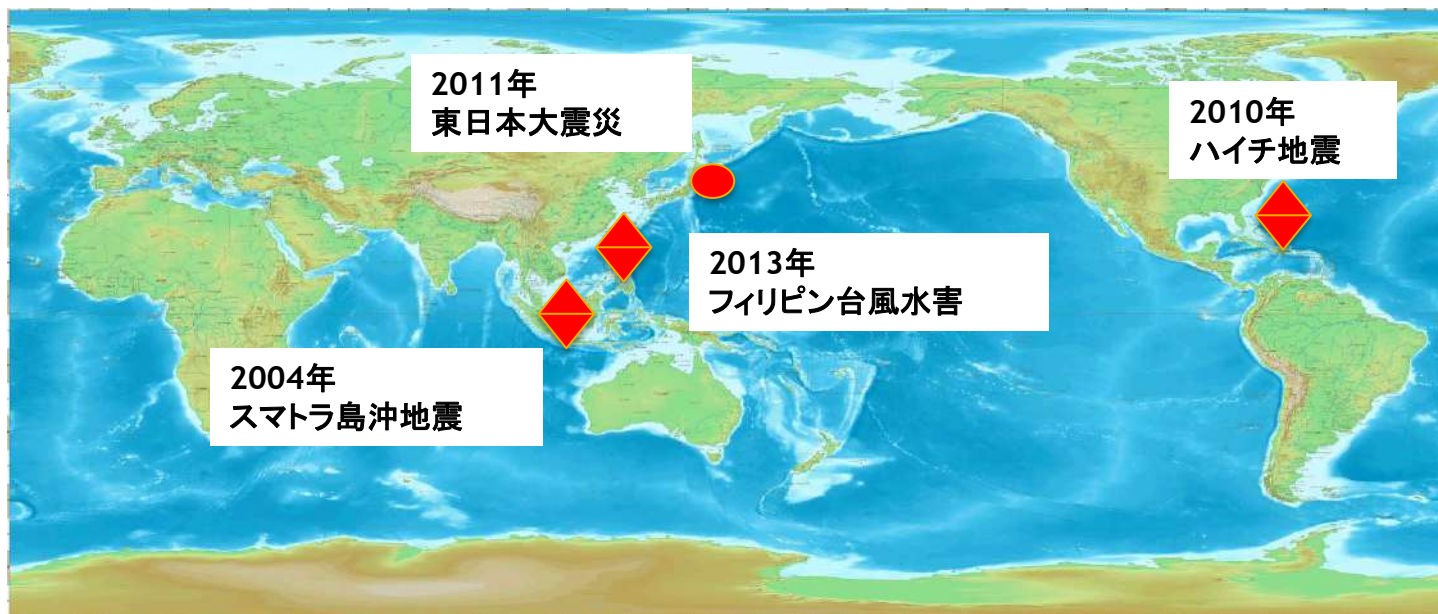 2011年
東日本大震災
2010年
ハイチ地震
2013年
フィリピン台風水害
2004年
スマトラ島沖地震